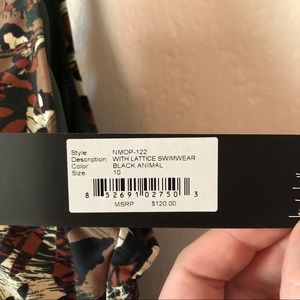 Style: NMOP-122
Description: WITH LATTICE SWIMWEAR
Color: BLACK ANIMAL
Size: 10
8 52691 02750 3
MSRP $120.00